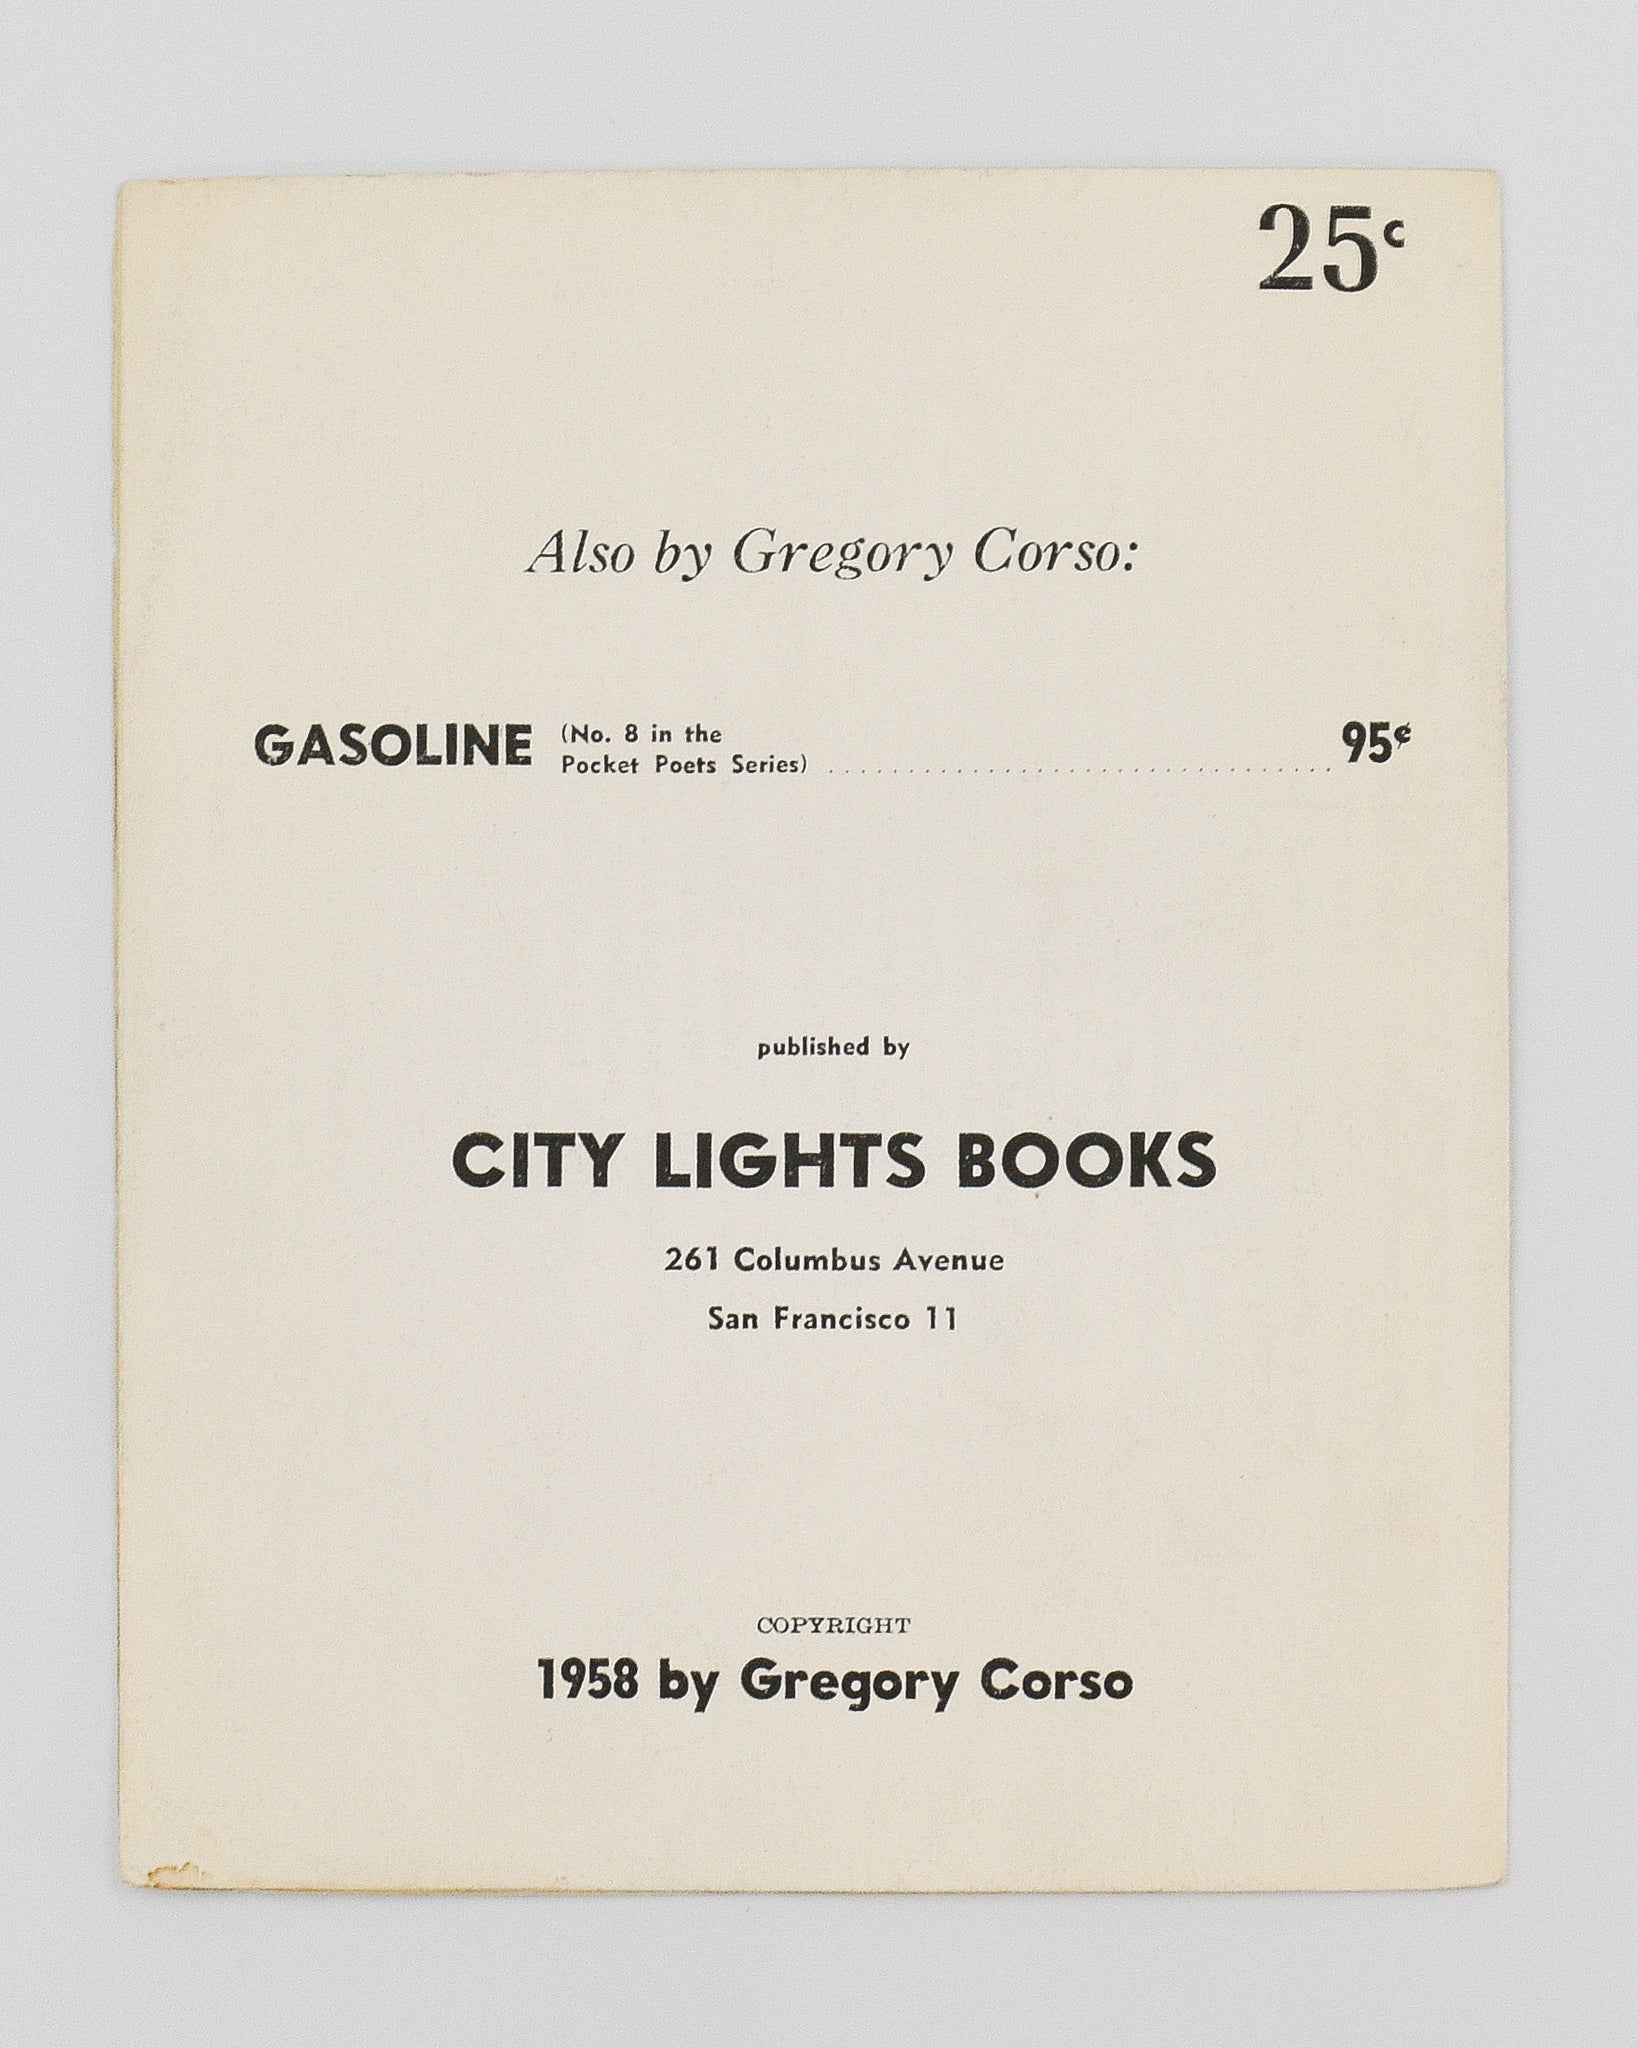 25c
Also by Gregory Corso:
GASOLINE (No. 8 in the
Pocket Poets Series) ................................ 95¢
published by
CITY LIGHTS BOOKS
261 Columbus Avenue
San Francisco 11
COPYRIGHT
1958 by Gregory Corso